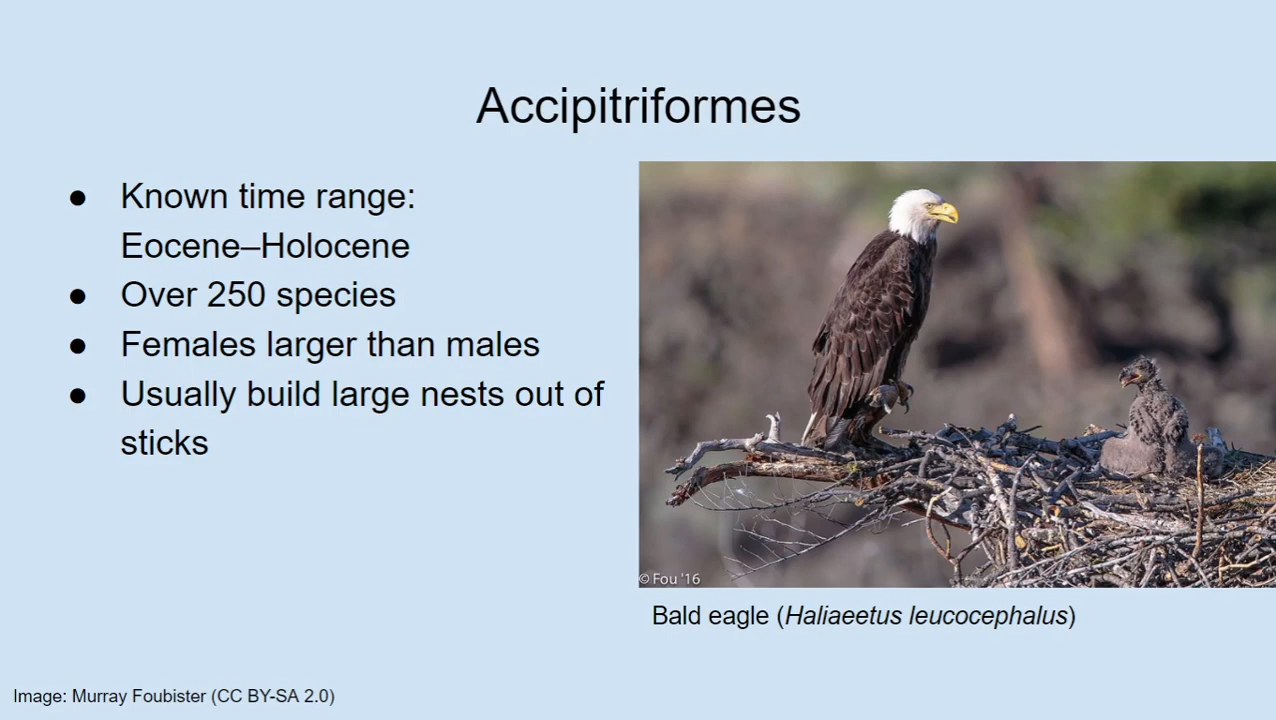 Accipitriformes
● Known time range:
Eocene–Holocene
● Over 250 species
● Females larger than males
● Usually build large nests out of
sticks
© Fou '16
Bald eagle (Haliaeetus leucocephalus)
Image: Murray Foubister (CC BY-SA 2.0)